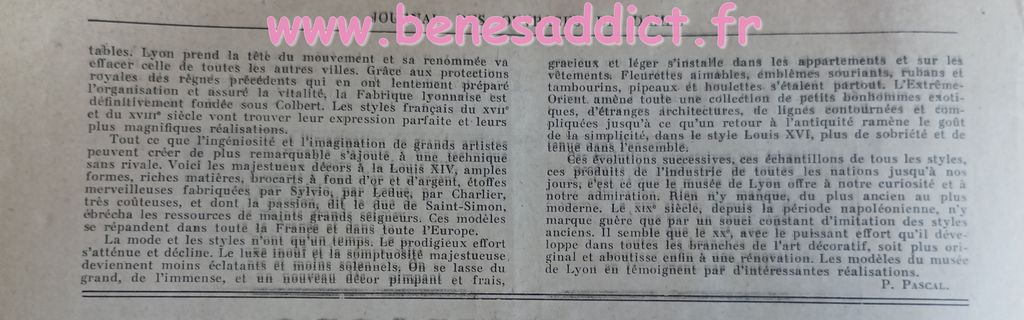 www.benesaddict.fr
tables. Lyon prend la tête du mouvement et sa renommée va
effacer celle de toutes les autres villes. Grâce aux protections
royales des règnes précédents qui en ont lentement préparé
l'organisation et assuré la vitalité, la Fabrique lyonnaise est
définitivement fondée sous Colbert. Les styles français du XVIIe
et du XVIIIe siècle vont trouver leur expression parfaite et leurs
plus magnifiques réalisations.
Tout ce que l'ingéniosité et l'imagination de grands artistes
peuvent créer de plus remarquable s'ajoute à une technique
sans rivale. Voici les majestueux décors à la Louis XIV, amples
formes, riches matières, brocarts à fond d'or et d'argent, étoffes
merveilleuses fabriquées par Sylvio, par Leduc, par Charlier,
très coûteuses, et dont la passion, dit le duc de Saint-Simon,
ébrécha les ressources de maints grands seigneurs. Ces modèles
se répandent dans toute la France et dans toute l'Europe.
La mode et les styles n'ont qu'un temps. Le prodigieux effort
s'atténue et décline. Le luxe inouï et la somptuosité majestueuse
deviennent moins éclatants et moins solennels. On se lasse du
grand, de l'immense, et un nouveau décor pimpant et frais,
gracieux et léger s'installe dans les appartements et sur les
vêtements. Fleurettes aimables, emblèmes souriants, rubans et
tambourins, pipeaux et houlettes s'étalent partout. L'Extrême-
Orient amène toute une collection de petits bonhommes exoti-
ques, d'étranges architectures, de lignes contournées et com-
pliquées jusqu'à ce qu'un retour à l'antiquité ramène le goût
de la simplicité, dans le style Louis XVI, plus de sobriété et de
tenue dans l'ensemble.
Ces évolutions successives, ces échantillons de tous les styles,
ces produits de l'industrie de toutes les nations jusqu'à nos
jours, c'est ce que le musée de Lyon offre à notre curiosité et à
notre admiration. Rien n'y manque, du plus ancien au plus
moderne. Le XIXe siècle, depuis la période napoléonienne, n'y
marque guère que par un souci constant d'imitation des styles
anciens. Il semble que le XXe, avec le puissant effort qu'il déve-
loppe dans toutes les branches de l'art décoratif, soit plus ori-
ginal et aboutisse enfin à une rénovation. Les modèles du musée
de Lyon en témoignent par d'intéressantes réalisations.
P. PASCAL.